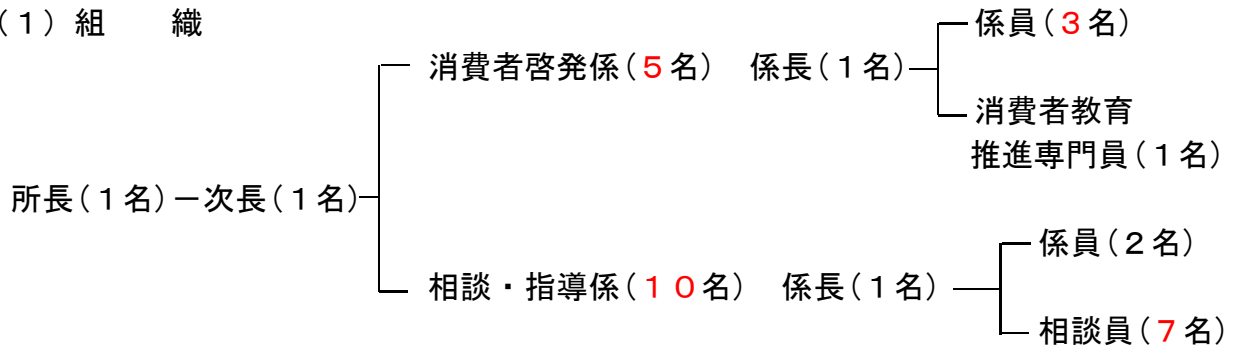 (１) 組　　織
係員(３名)
消費者啓発係(５名)　係長(１名)
消費者教育
推進専門員(１名)
所長(１名)－次長(１名)
係員(２名)
相談・指導係(１０名)　係長(１名)
相談員(７名)